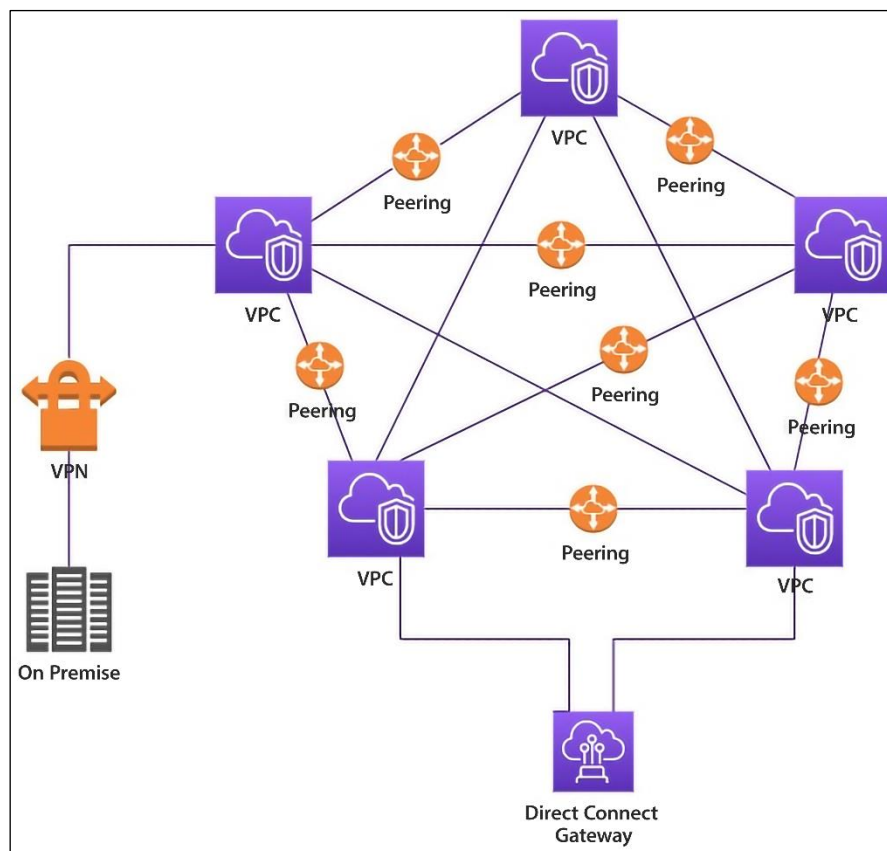 VPC
Peering
Peering
VPC
Peering
VPC
Peering
Peering
Peering
VPN
Peering
VPC
VPC
On Premise
Direct Connect
Gateway